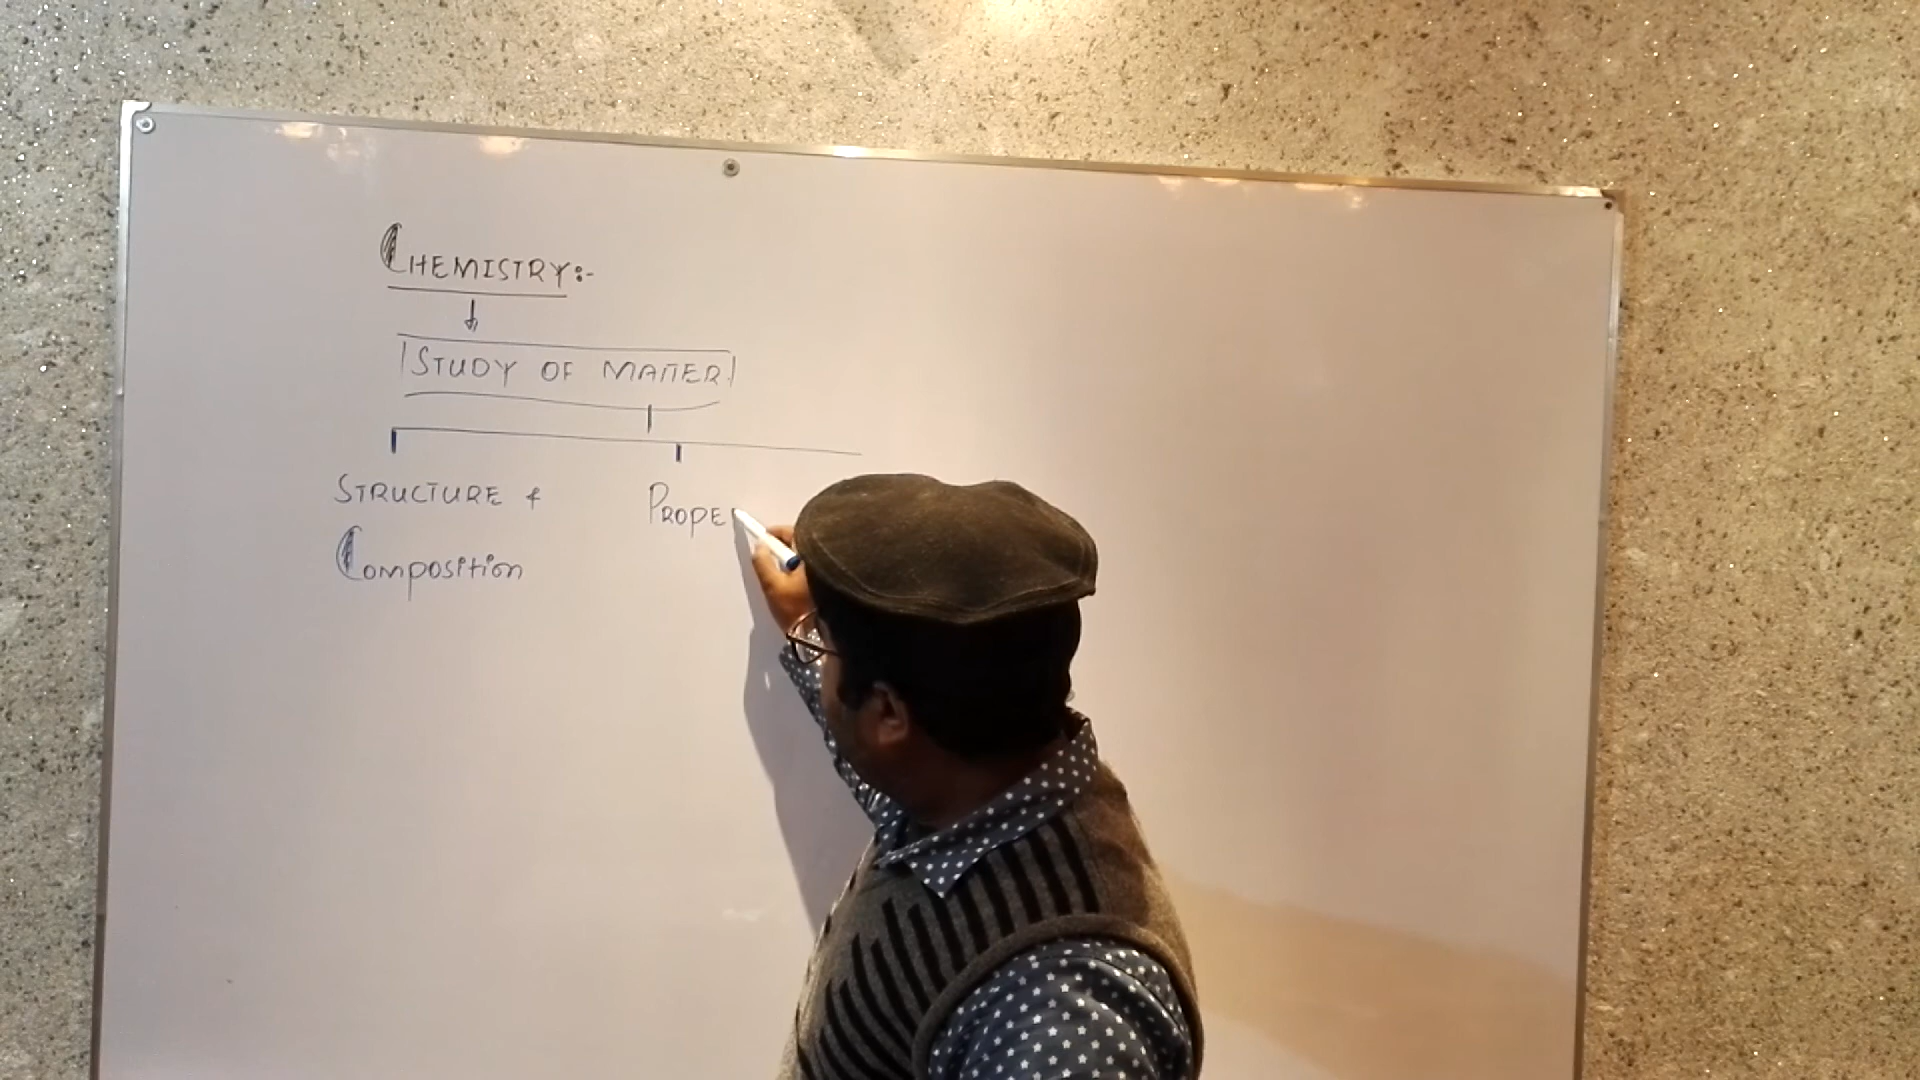 CHEMISTRY:-
STUDY OF MATTER
STRUCTURE &
Composition
PROPE